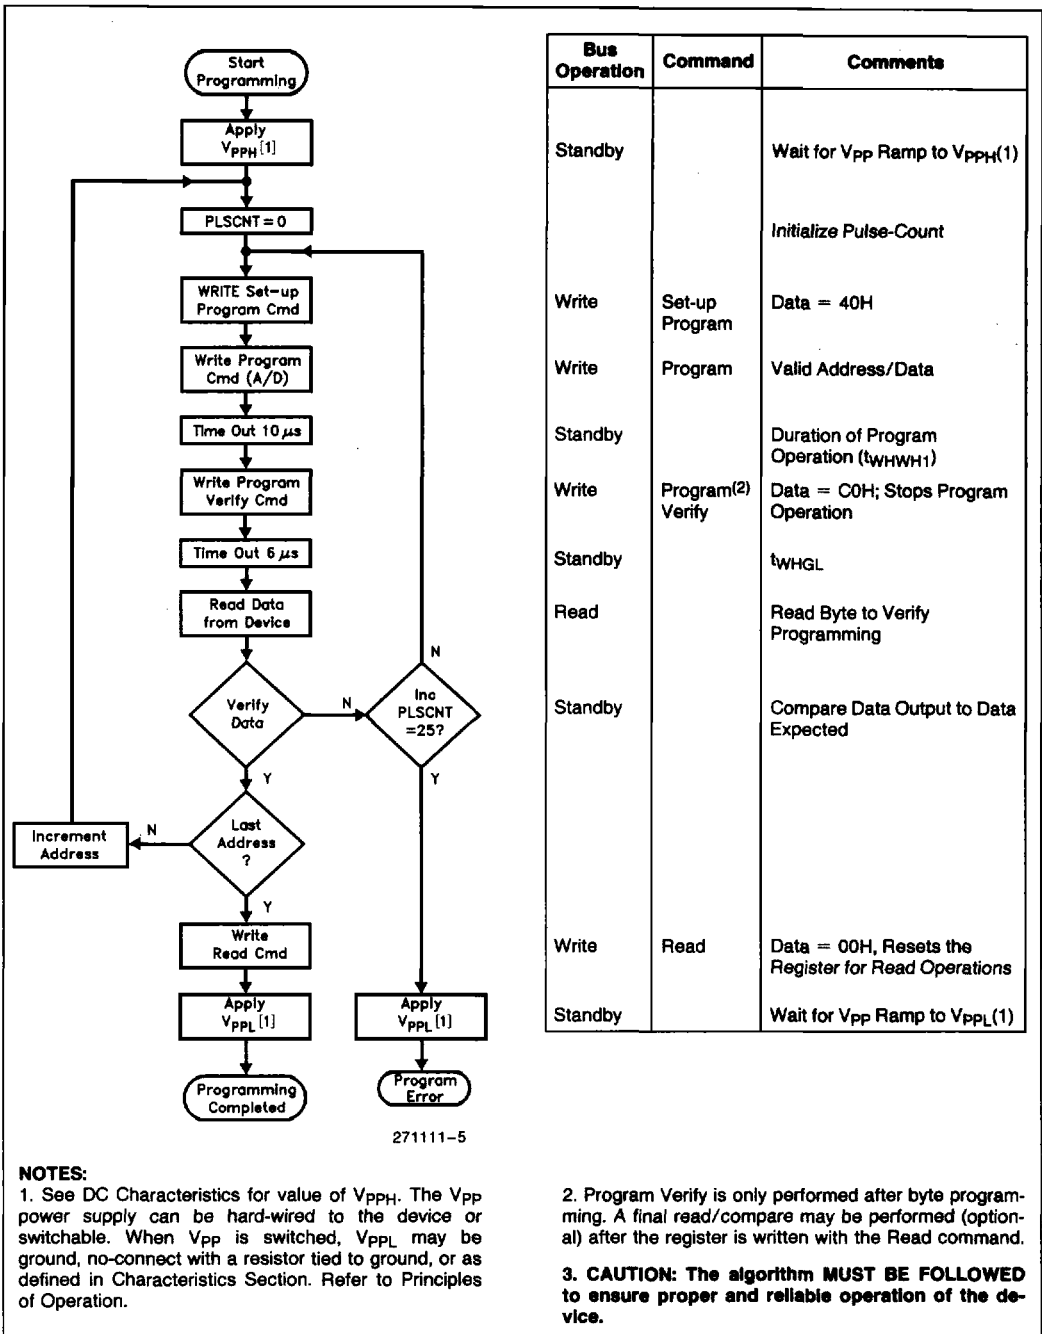 Start
Programming
Apply
VPPH[1]
PLSCNT = 0
WRITE Set-up
Program Cmd
Write Program
Cmd (A/D)
Time Out 10 μs
Write Program
Verify Cmd
Time Out 6 μs
Read Data
from Device
Verify
Data
N
Inc
PLSCNT
=25?
N
Y
Y
Last
Address
?
N
Increment
Address
Y
Write
Read Cmd
Apply
VPPL[1]
Apply
VPPL[1]
Programming
Completed
Program
Error
271111-5
Bus
Operation Command Comments
Standby Wait for VPP Ramp to VPPH(1)
Initialize Pulse-Count
Write Set-up Data = 40H
Program
Write Program Valid Address/Data
Standby Duration of Program
Operation (tWHWH1)
Write Program(2) Data = C0H; Stops Program
Verify Operation
Standby tWHGL
Read Read Byte to Verify
Programming
Standby Compare Data Output to Data
Expected
Write Read Data = 00H, Resets the
Register for Read Operations
Standby Wait for VPP Ramp to VPPL(1)
NOTES:
1. See DC Characteristics for value of VPPH. The VPP
power supply can be hard-wired to the device or
switchable. When VPP is switched, VPPL may be
ground, no-connect with a resistor tied to ground, or as
defined in Characteristics Section. Refer to Principles
of Operation.
2. Program Verify is only performed after byte program-
ming. A final read/compare may be performed (option-
al) after the register is written with the Read command.
3. CAUTION: The algorithm MUST BE FOLLOWED
to ensure proper and reliable operation of the de-
vice.